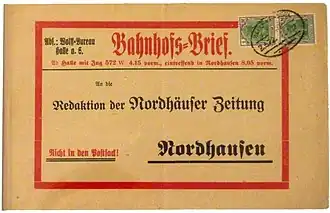 Abs.: Wolff-Bureau
Halle a. S.
Bahnhofs-Brief.
Ab Halle mit Zug 572 W. 4.15 vorm., eintreffend in Nordhausen 8.05 vorm.
An die
Redaktion der Nordhäuser Zeitung
Nicht in den Postsack!
Nordhausen